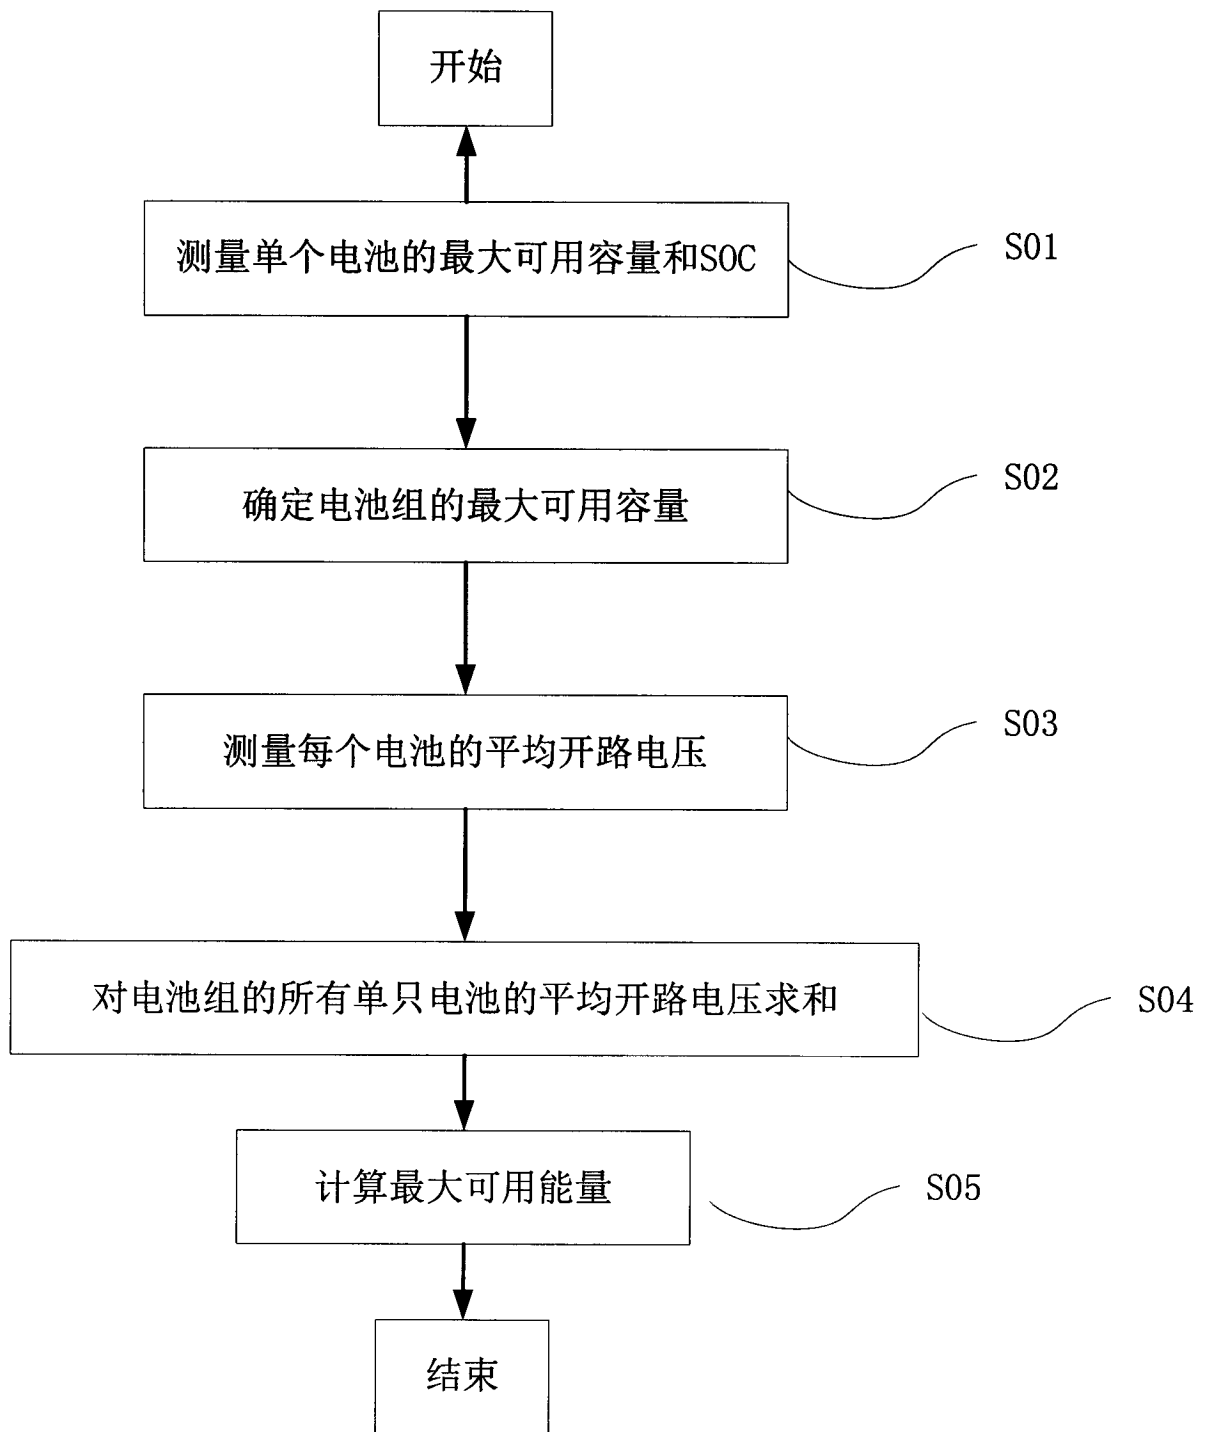 开始
测量单个电池的最大可用容量和SOC
S01
确定电池组的最大可用容量
S02
测量每个电池的平均开路电压
S03
对电池组的所有单只电池的平均开路电压求和
S04
计算最大可用能量
S05
结束